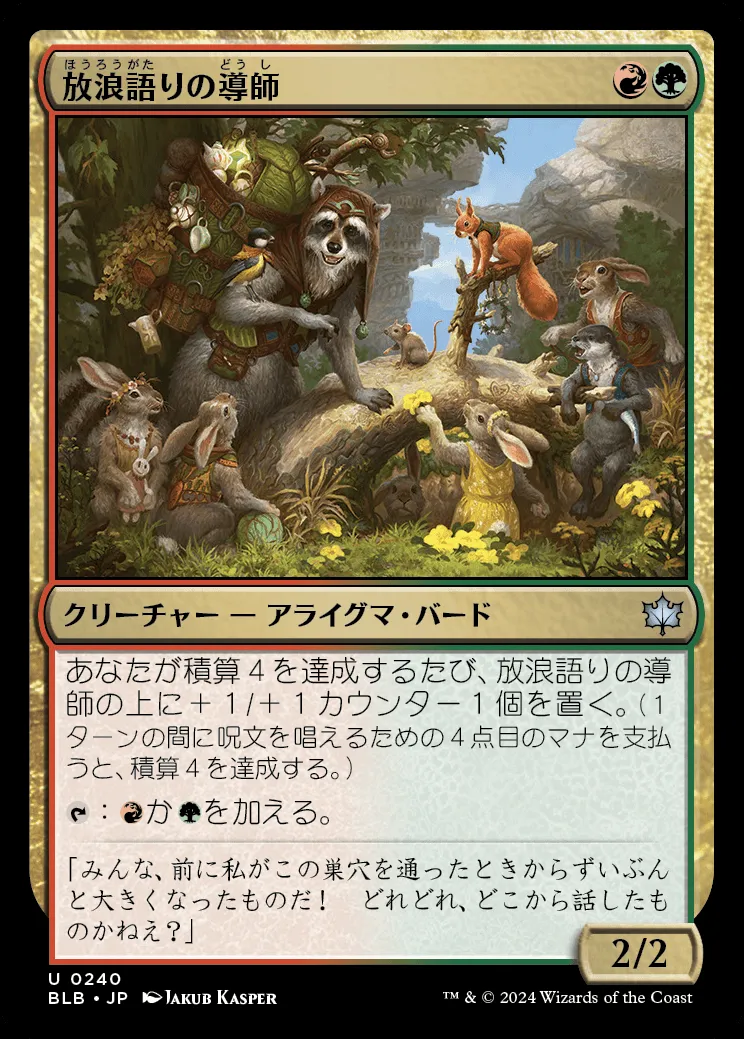 ほうろうがた どうし
放浪語りの導師
クリーチャー — アライグマ・バード
あなたが積算４を達成するたび、放浪語りの導
師の上に＋１/＋１カウンター１個を置く。（１
ターンの間に呪文を唱えるための４点目のマナを支払
うと、積算４を達成する。）
：か を加える。
「みんな、前に私がこの巣穴を通ったときからずいぶん
と大きくなったものだ！　どれどれ、どこから話したも
のかねえ？」
2/2
U 0240
BLB • JP Jakub Kasper
™ & © 2024 Wizards of the Coast